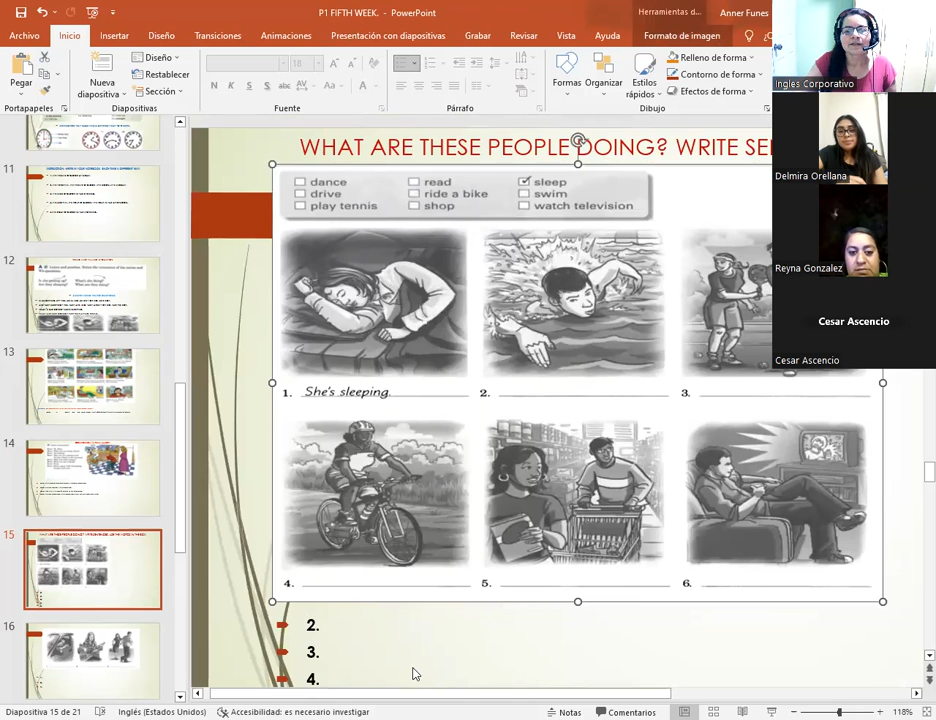 P1 FIFTH WEEK. - PowerPoint
Herramientas d...
Anner Funes
Archivo
Inicio
Insertar
Diseño
Transiciones
Animaciones
Presentación con diapositivas
Grabar
Revisar
Vista
Ayuda
Formato de imagen
Pegar
Nueva
diapositiva
Diseño
Restablecer
Sección
18
N K S S abc AV Aa A
Formas
Organizar
Estilos
rápidos
Relleno de forma
Contorno de forma
Efectos de forma
Portapapeles
Diapositivas
Fuente
Párrafo
Dibujo
Ingles Corporativo
Delmira Orellana
Reyna Gonzalez
Cesar Ascencio
Cesar Ascencio
11
12
13
14
15
16
WHAT ARE THESE PEOPLE DOING? WRITE SE
dance
read
sleep
drive
ride a bike
swim
play tennis
shop
watch television
1. She's sleeping.
2.
3.
4.
5.
6.
2.
3.
4.
Diapositiva 15 de 21
Inglés (Estados Unidos)
Accesibilidad: es necesario investigar
Notas
Comentarios
118%